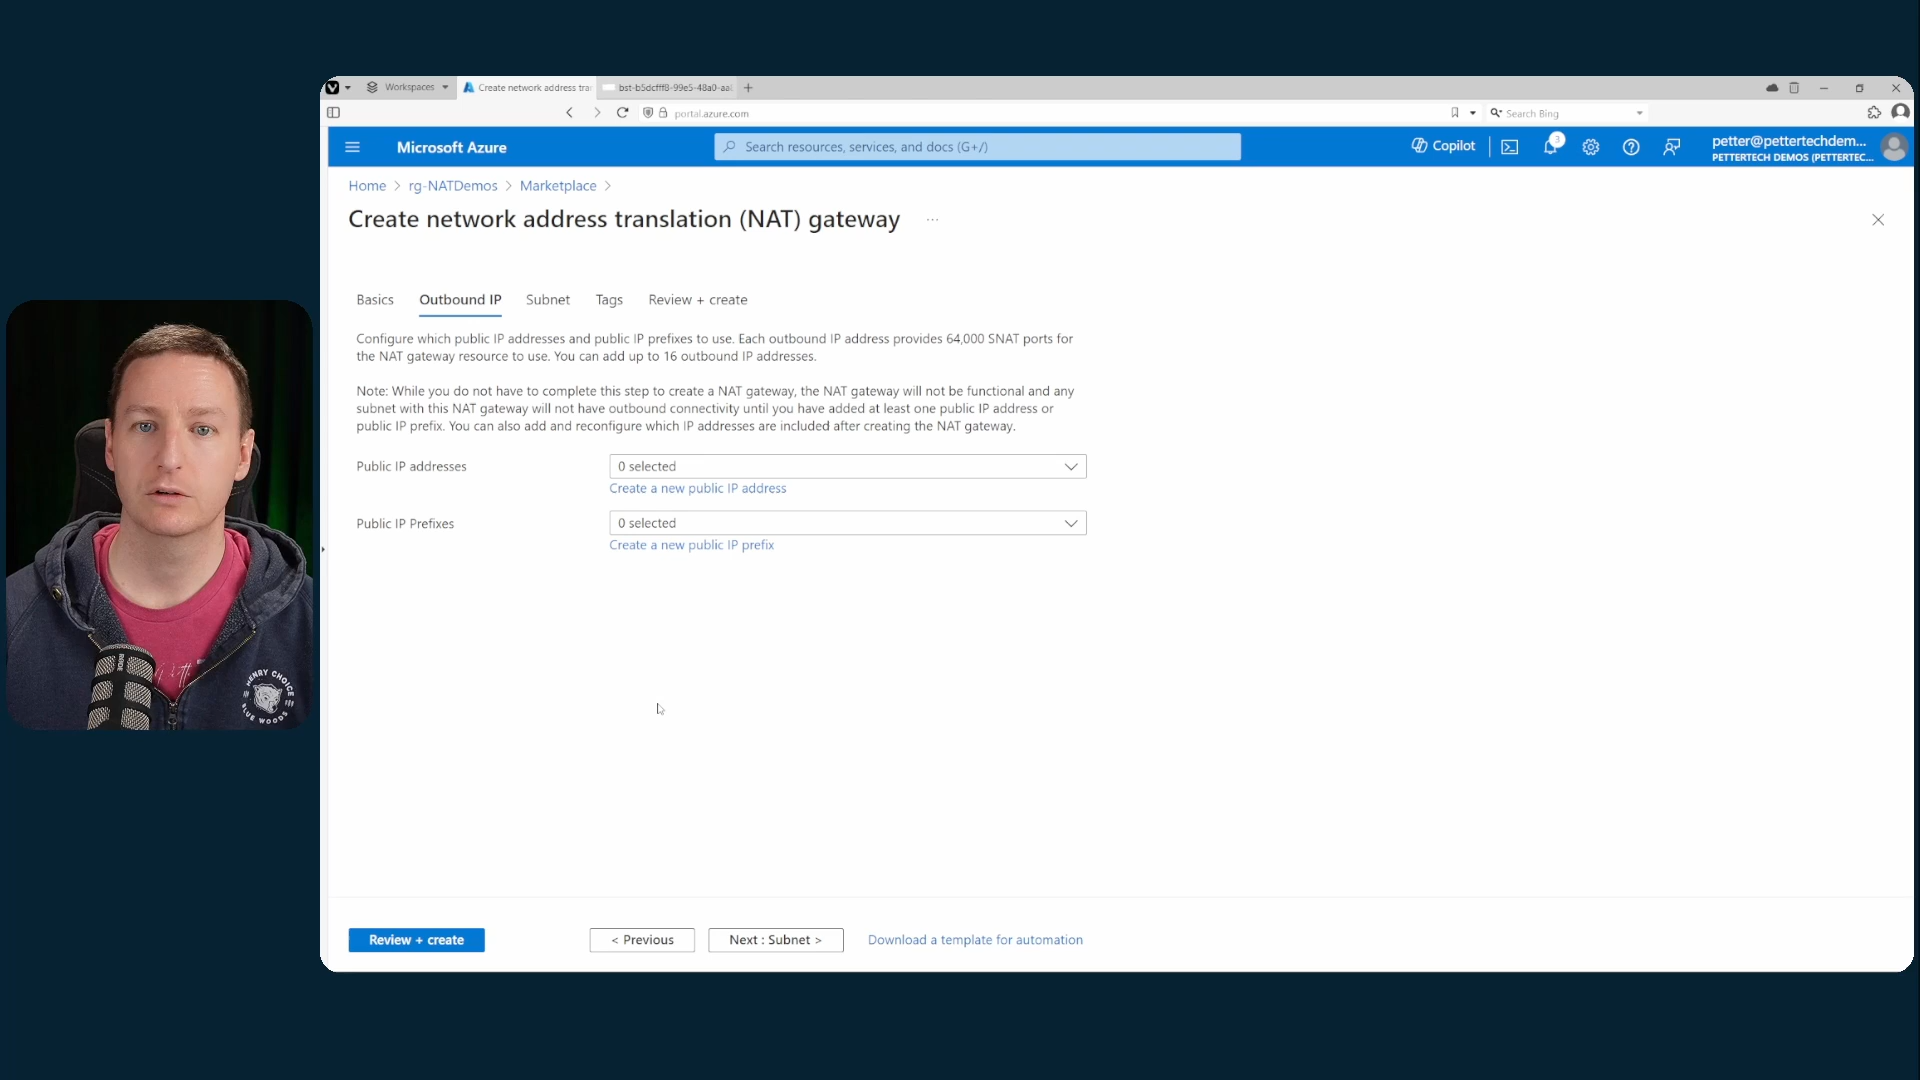 Workspaces
Create network address tra
bst-b5dcfff8-99e5-48a0-aa
portal.azure.com
Search Bing
Microsoft Azure
Search resources, services, and docs (G+/)
Copilot
3
petter@pettertechdem...
PETTERTECH DEMOS (PETTERTEC...
Home > rg-NATDemos > Marketplace >
Create network address translation (NAT) gateway ...
Basics
Outbound IP
Subnet
Tags
Review + create
Configure which public IP addresses and public IP prefixes to use. Each outbound IP address provides 64,000 SNAT ports for
the NAT gateway resource to use. You can add up to 16 outbound IP addresses.
Note: While you do not have to complete this step to create a NAT gateway, the NAT gateway will not be functional and any
subnet with this NAT gateway will not have outbound connectivity until you have added at least one public IP address or
public IP prefix. You can also add and reconfigure which IP addresses are included after creating the NAT gateway.
Public IP addresses
0 selected
Create a new public IP address
Public IP Prefixes
0 selected
Create a new public IP prefix
Review + create
< Previous
Next : Subnet >
Download a template for automation
RØDE
HENRY CHOICE
BLUE WOODS